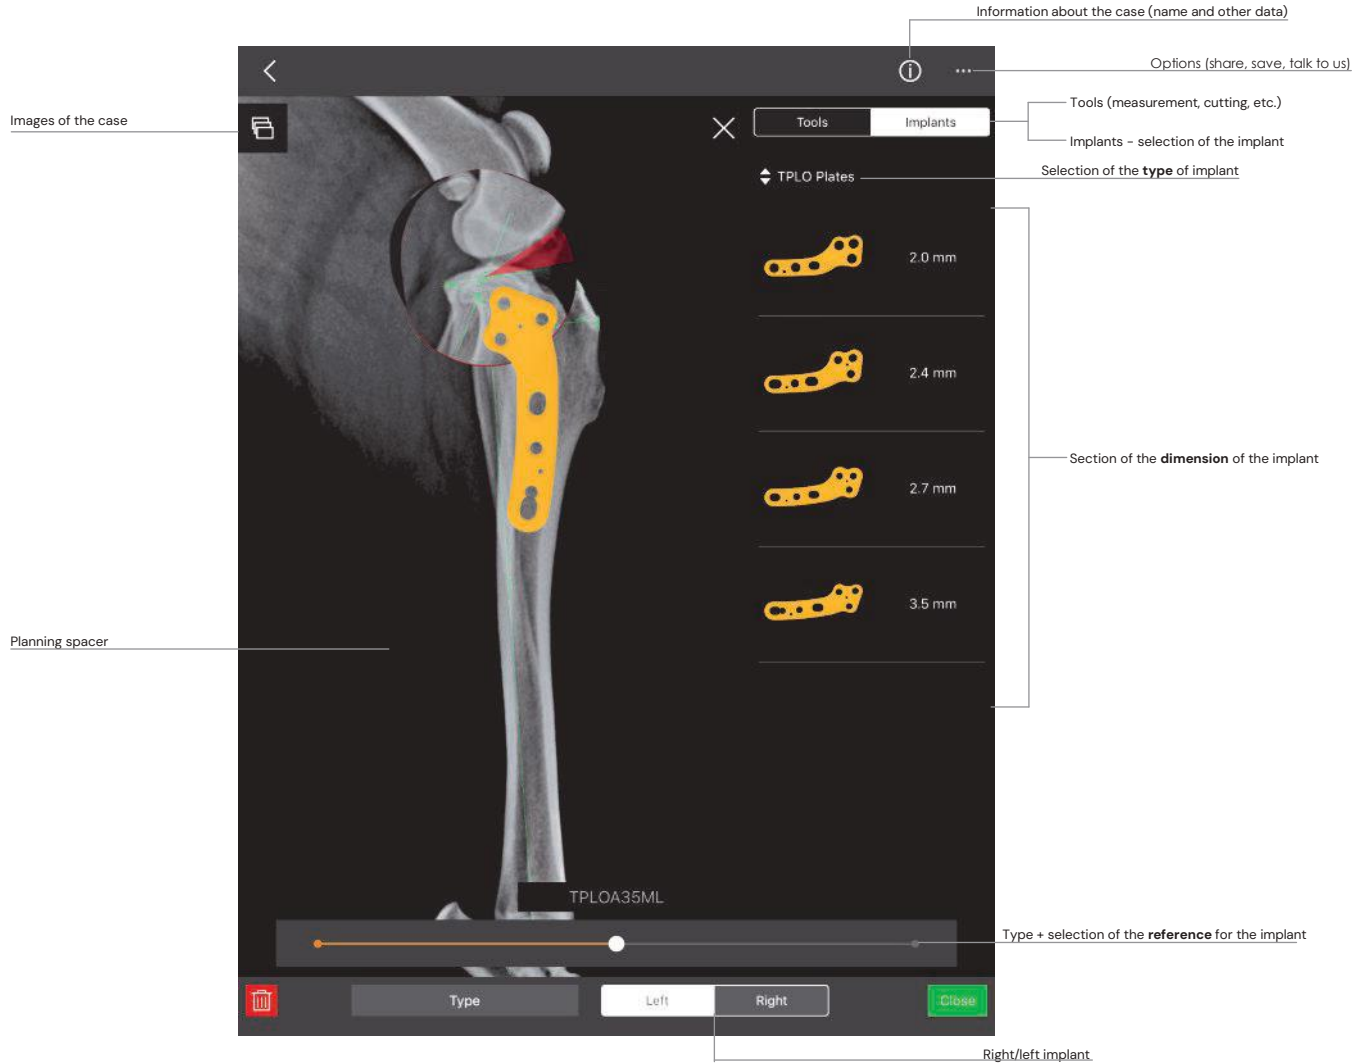 Information about the case (name and other data)
Options (share, save, talk to us)
Images of the case
Tools
Implants
Tools (measurement, cutting, etc.)
Implants - selection of the implant
TPLO Plates
Selection of the type of implant
2.0 mm
2.4 mm
Section of the dimension of the implant
2.7 mm
3.5 mm
Planning spacer
TPLOA35ML
Type + selection of the reference for the implant
Type
Left
Right
Close
Right/left implant